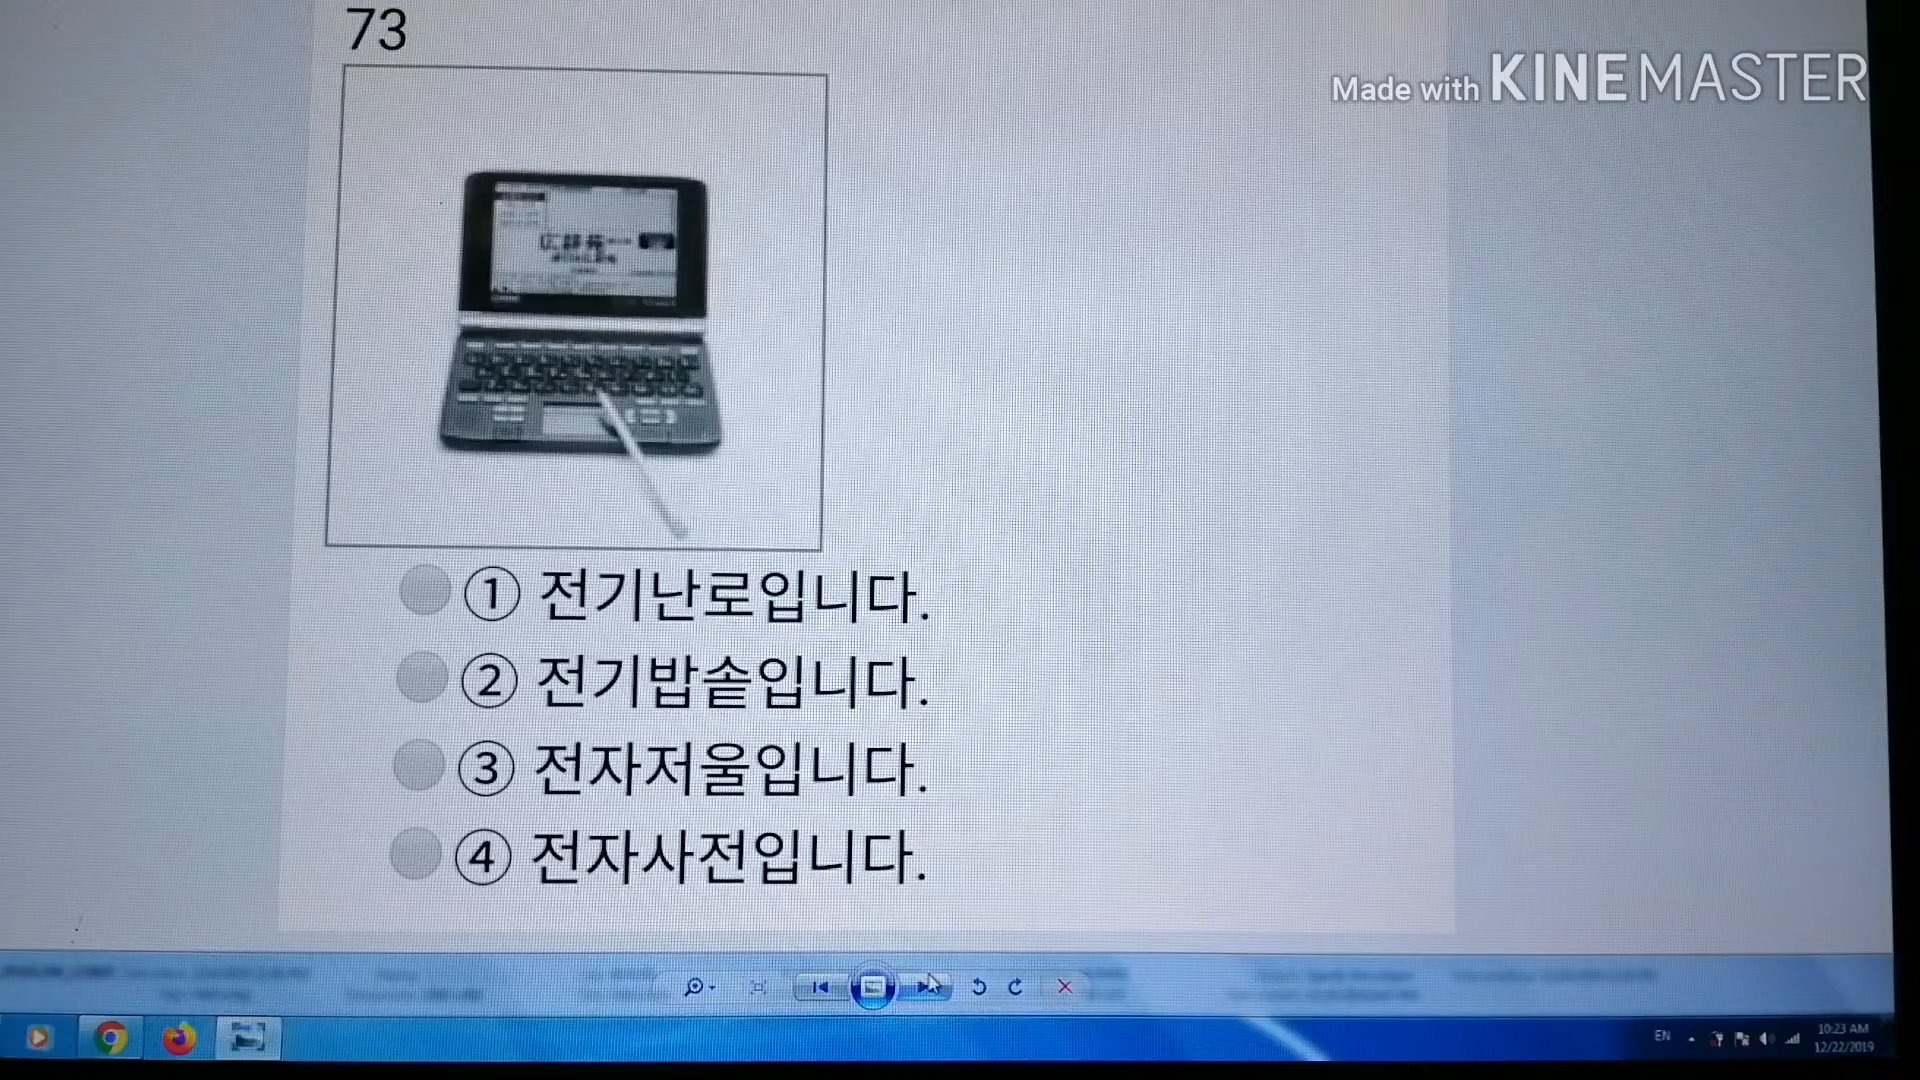 73
Made with KINEMASTER
① 전기난로입니다.
② 전기밥솥입니다.
③ 전자저울입니다.
④ 전자사전입니다.
EN
10:23 AM
12/22/2019